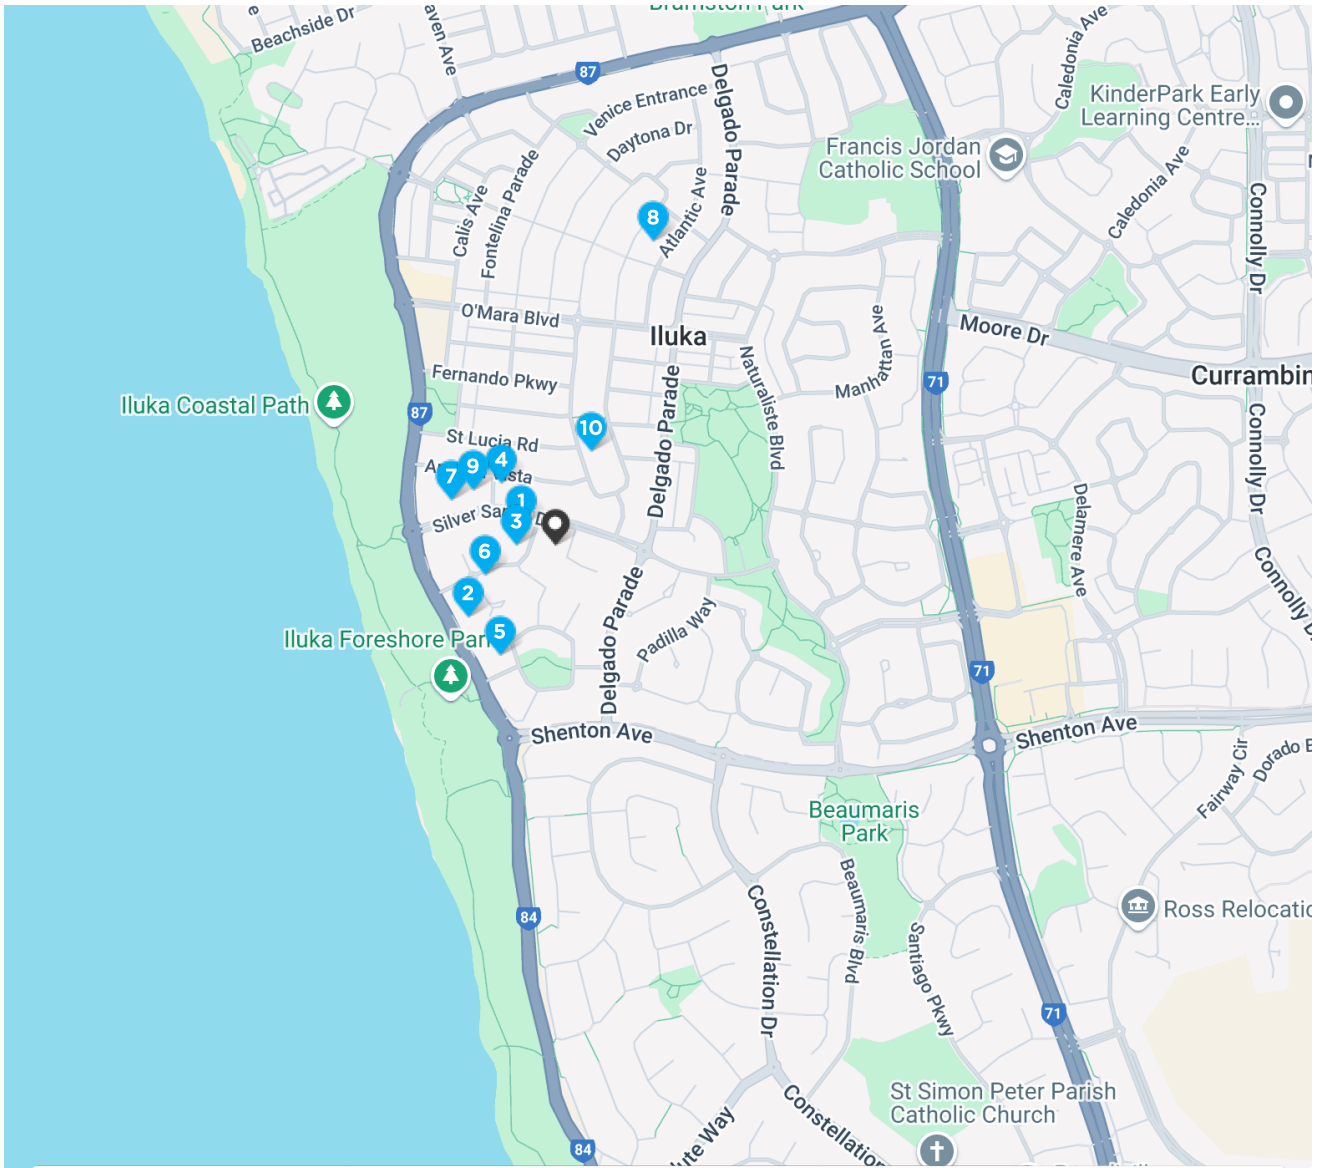 Bramston Park
Beachside Dr
87
Venice Entrance
Daytona Dr
Delgado Parade
Caledonia Ave
KinderPark Early
Learning Centre...
Francis Jordan
Catholic School
Caledonia Ave
Connolly Dr
Calis Ave
Fontelina Parade
Atlantic Ave
8
O'Mara Blvd
Iluka
Moore Dr
Manhattan Ave
Naturaliste Blvd
Fernando Pkwy
71
Currambin
Iluka Coastal Path
87
Delgado Parade
10
St Lucia Rd
Connolly Dr
7
9
4
1
3
Silver
Delamere Ave
6
2
5
Connolly
Iluka Foreshore
Delgado Parade
Padilla Way
71
Shenton Ave
Shenton Ave
Fairway Cir
Dorado
Beaumaris
Park
Beaumaris Blvd
Constellation Dr
Santiago Pkwy
84
Ross
71
St Simon Peter Parish
Catholic Church
Constellation
Way
84